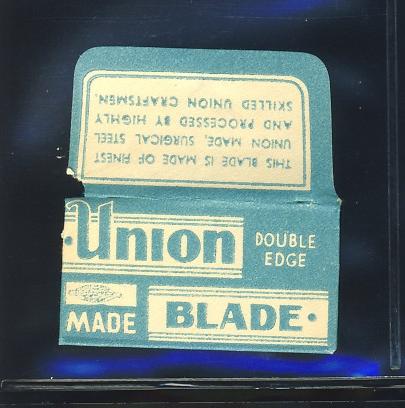 THIS BLADE IS MADE OF FINEST
UNION MADE, SURGICAL STEEL
AND PROCESSED BY HIGHLY
SKILLED UNION CRAFTSMEN.
·Union
DOUBLE
EDGE
MADE
BLADE·